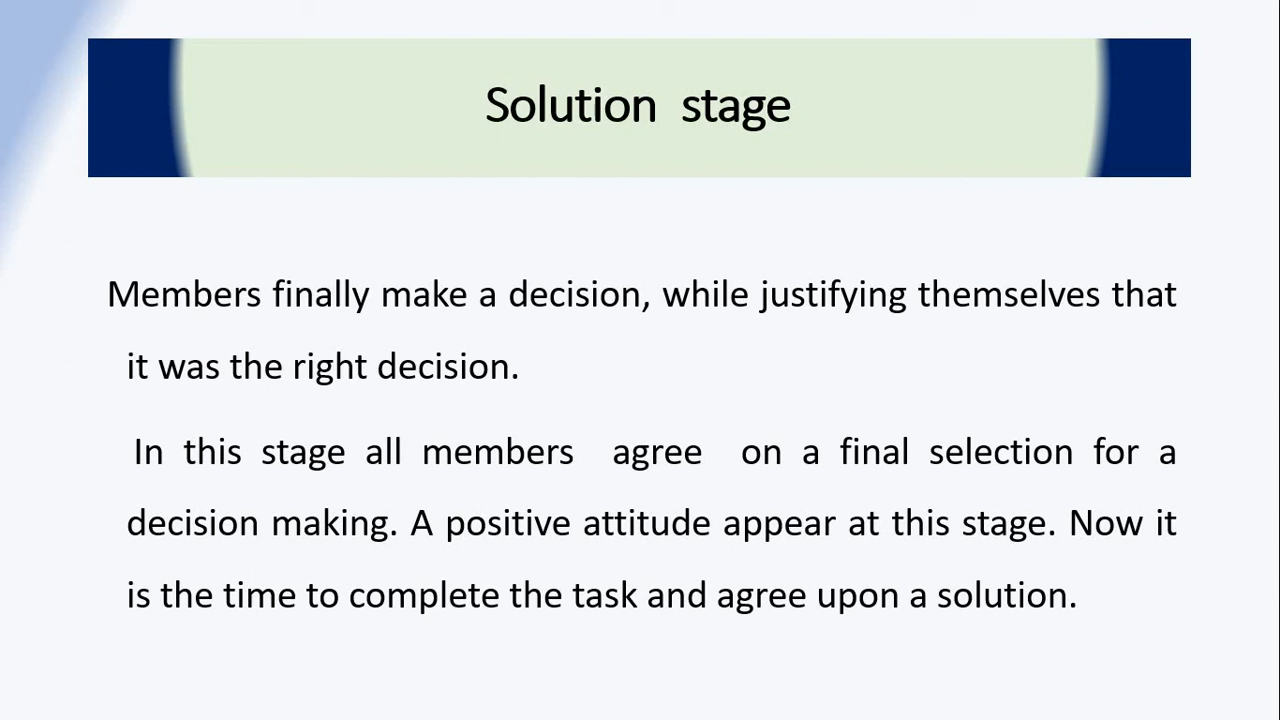 Solution stage
Members finally make a decision, while justifying themselves that
it was the right decision.
In this stage all members agree on a final selection for a
decision making. A positive attitude appear at this stage. Now it
is the time to complete the task and agree upon a solution.